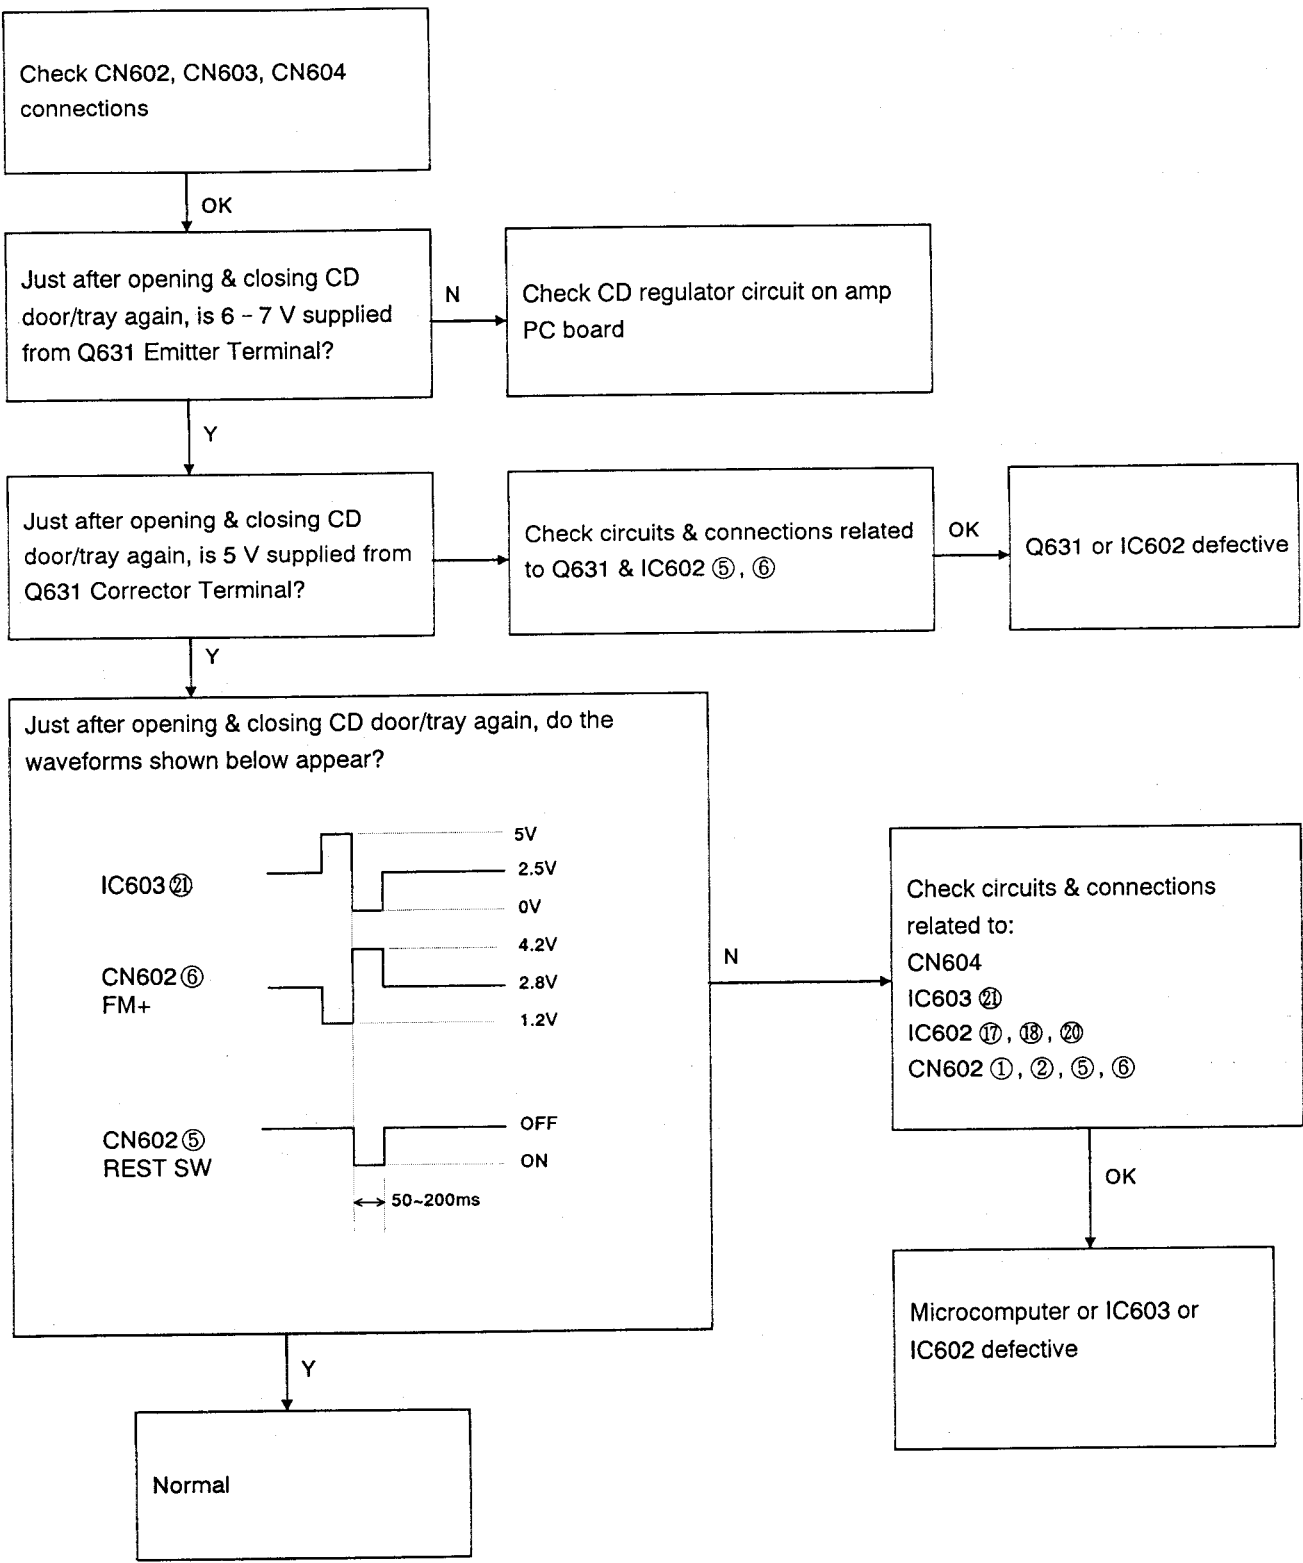 Check CN602, CN603, CN604
connections
OK
Just after opening & closing CD
door/tray again, is 6 – 7 V supplied
from Q631 Emitter Terminal?
N
Check CD regulator circuit on amp
PC board
Y
Just after opening & closing CD
door/tray again, is 5 V supplied from
Q631 Corrector Terminal?
Check circuits & connections related
to Q631 & IC602 ⑤, ⑥
OK
Q631 or IC602 defective
Y
Just after opening & closing CD door/tray again, do the
waveforms shown below appear?
IC603 ㉑
5V
2.5V
0V
CN602 ⑥
FM+
4.2V
2.8V
1.2V
CN602 ⑤
REST SW
OFF
ON
50~200ms
N
Check circuits & connections
related to:
CN604
IC603 ㉑
IC602 ⑰, ⑱, ⑳
CN602 ①, ②, ⑤, ⑥
OK
Microcomputer or IC603 or
IC602 defective
Y
Normal